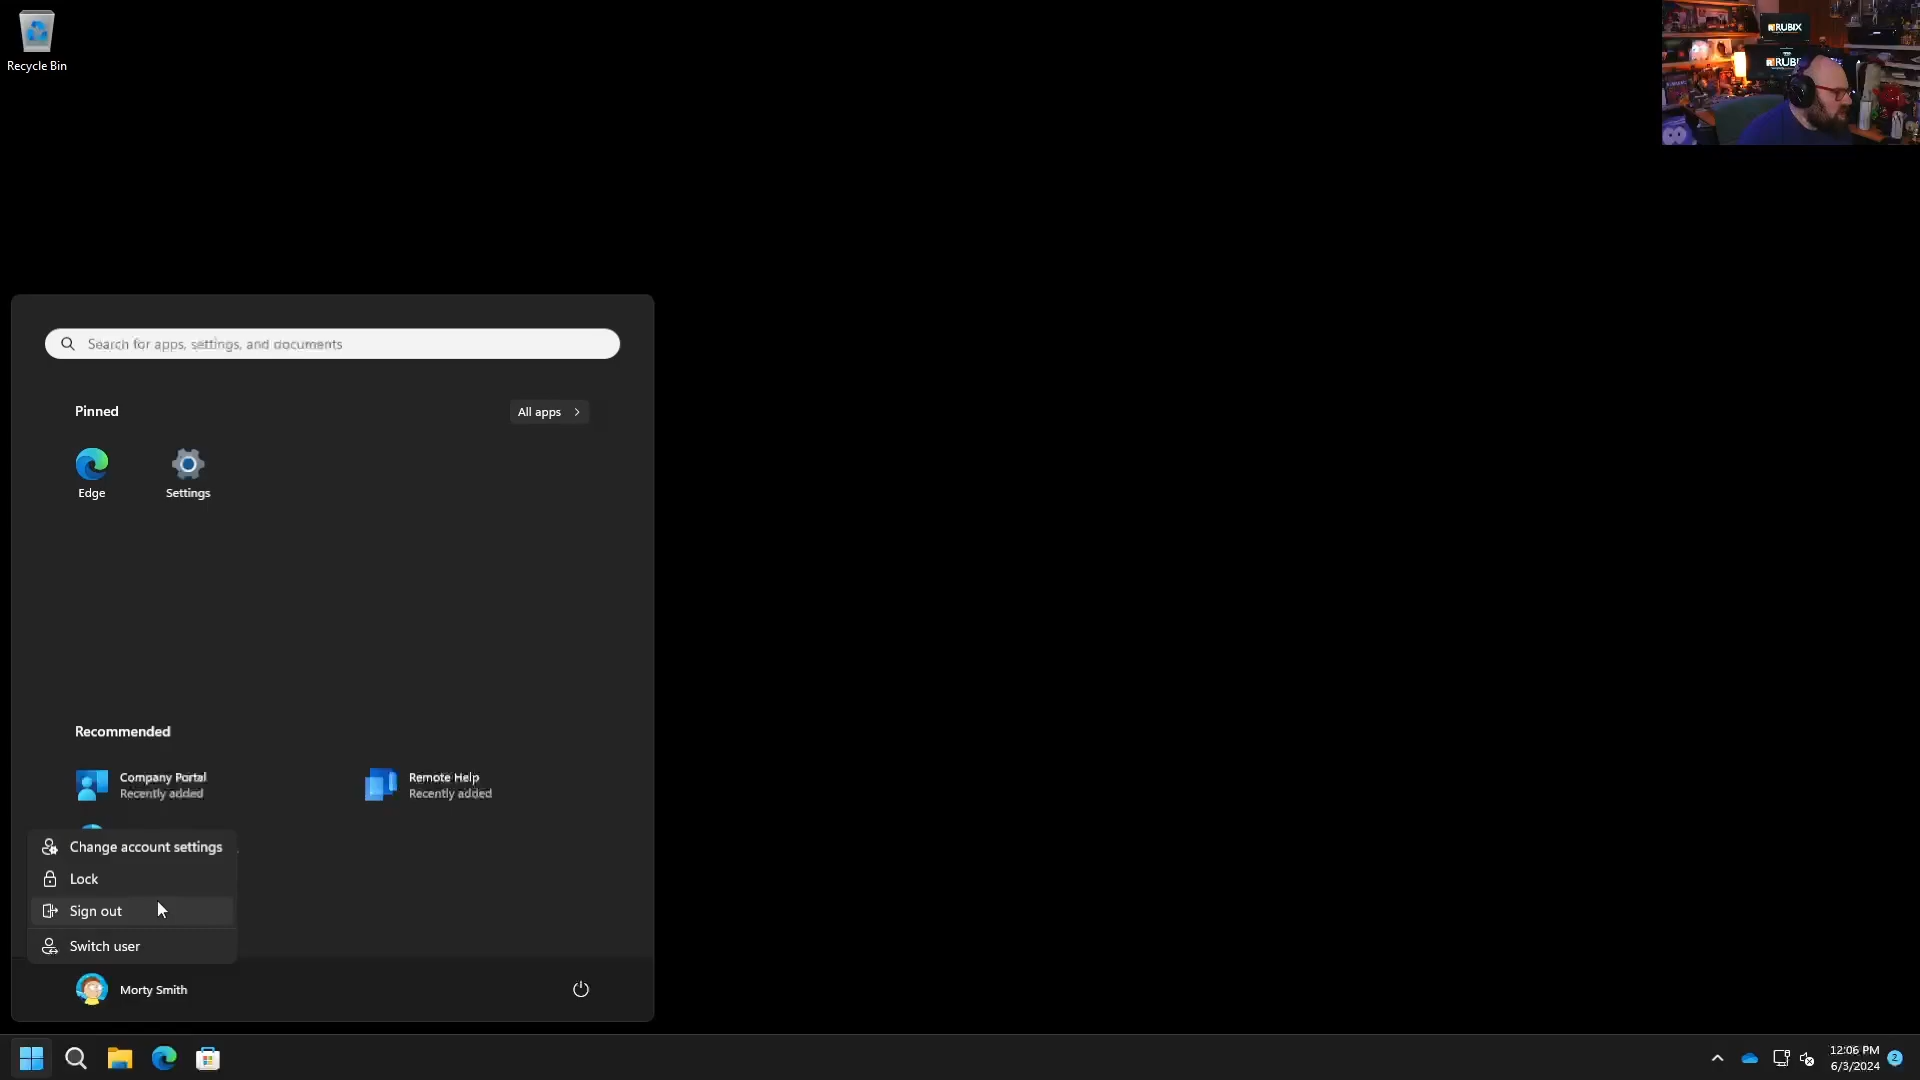 Recycle Bin
RUBIX
Search for apps, settings, and documents
Pinned
All apps
Edge
Settings
Recommended
Company Portal
Recently added
Remote Help
Recently added
Change account settings
Lock
Sign out
Switch user
Morty Smith
12:06 PM
6/3/2024
2